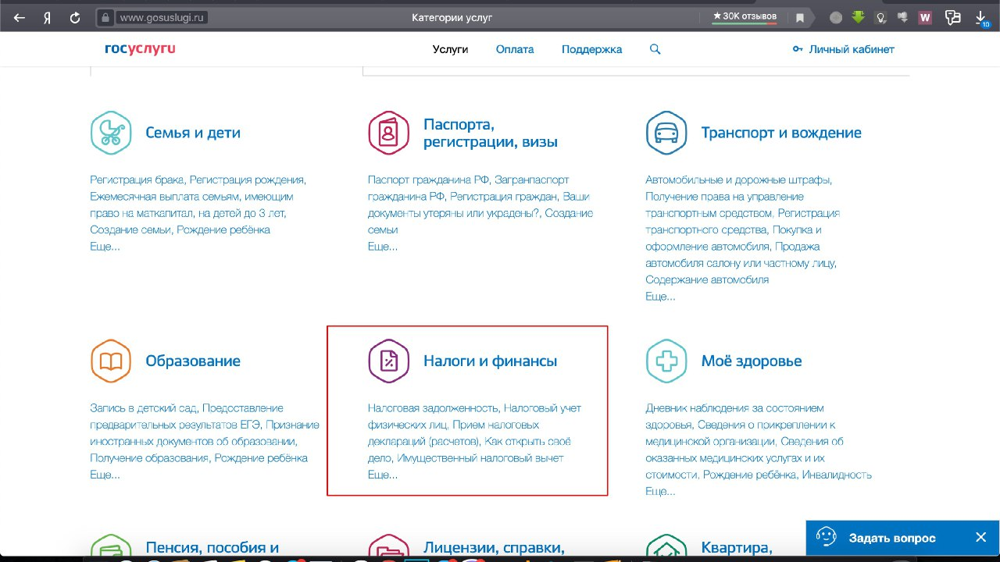 www.gosuslugi.ru
Категории услуг
★ 30K отзывов
W
10
госуслуги
Услуги
Оплата
Поддержка
Личный кабинет
Семья и дети
Регистрация брака, Регистрация рождения,
Ежемесячная выплата семьям, имеющим
право на маткапитал, на детей до 3 лет,
Создание семьи, Рождение ребёнка
Еще...
Паспорта,
регистрации, визы
Паспорт гражданина РФ, Загранпаспорт
гражданина РФ, Регистрация граждан, Ваши
документы утеряны или украдены?, Создание
семьи
Еще...
Транспорт и вождение
Автомобильные и дорожные штрафы,
Получение права на управление
транспортным средством, Регистрация
транспортного средства, Покупка и
оформление автомобиля, Продажа
автомобиля салону или частному лицу,
Содержание автомобиля
Еще...
Образование
Запись в детский сад, Предоставление
предварительных результатов ЕГЭ, Признание
иностранных документов об образовании,
Получение образования, Рождение ребёнка
Еще...
Налоги и финансы
Налоговая задолженность, Налоговый учет
физических лиц, Прием налоговых
деклараций (расчетов), Как открыть своё
дело, Имущественный налоговый вычет
Еще...
Моё здоровье
Дневник наблюдения за состоянием
здоровья, Сведения о прикреплении к
медицинской организации, Сведения об
оказанных медицинских услугах и их
стоимости, Рождение ребёнка, Инвалидность
Еще...
Пенсия, пособия и
Лицензии, справки,
Квартира,
Задать вопрос